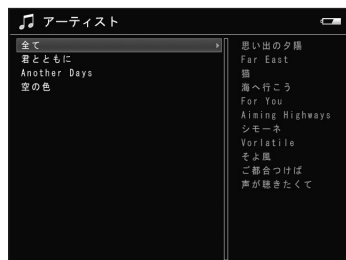 アーティスト
全て
君とともに
Another Days
空の色
思い出の夕陽
Far East
猫
海へ行こう
For You
Aiming Highways
シモーネ
Vorlatile
そよ風
ご都合つけば
声が聴きたくて